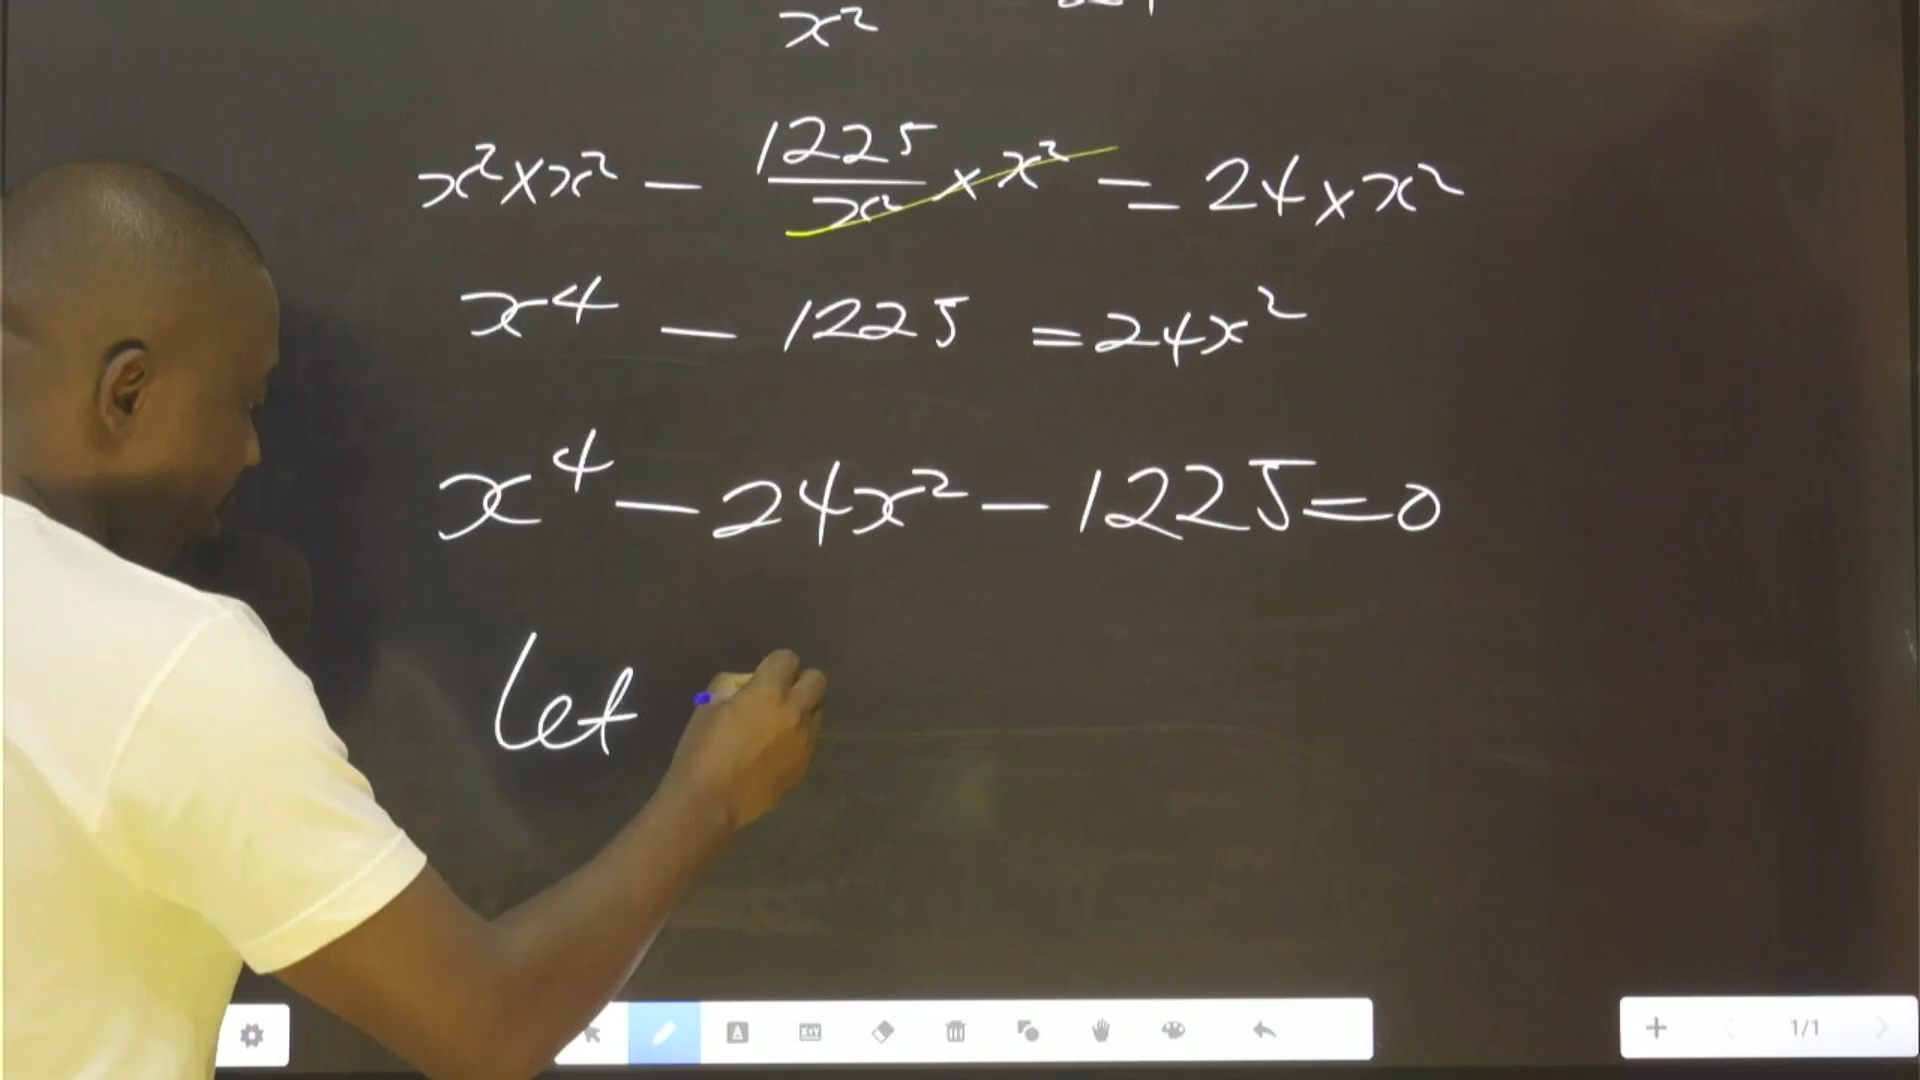 x²
x²×x² - 1225/x² × x² = 24×x²
x⁴ - 1225 = 24x²
x⁴ - 24x² - 1225 = 0
Let
1/1